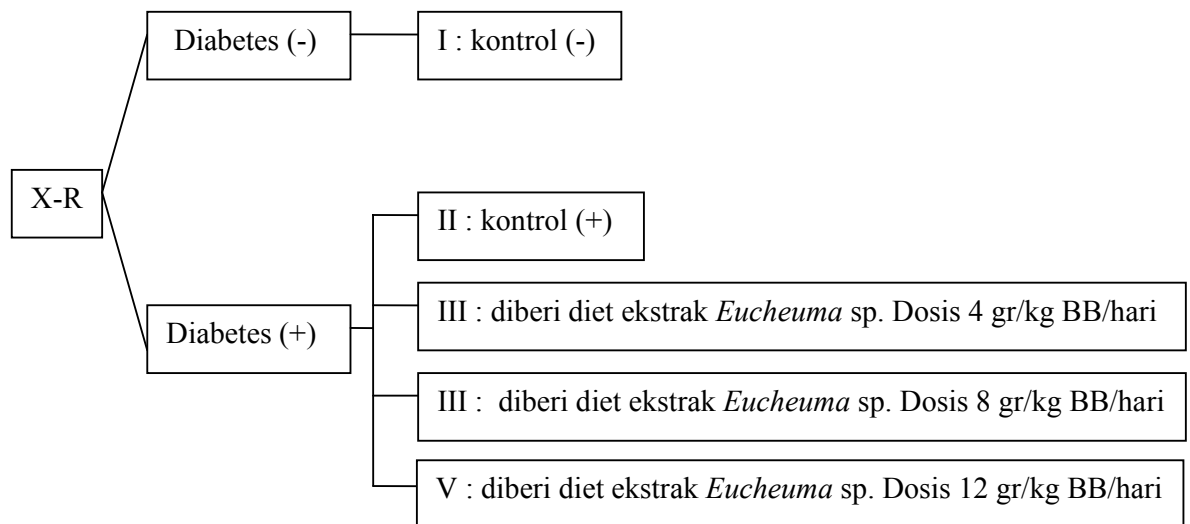 Diabetes (-)
I : kontrol (-)
X-R
II : kontrol (+)
III : diberi diet ekstrak Eucheuma sp. Dosis 4 gr/kg BB/hari
Diabetes (+)
III :  diberi diet ekstrak Eucheuma sp. Dosis 8 gr/kg BB/hari
V : diberi diet ekstrak Eucheuma sp. Dosis 12 gr/kg BB/hari